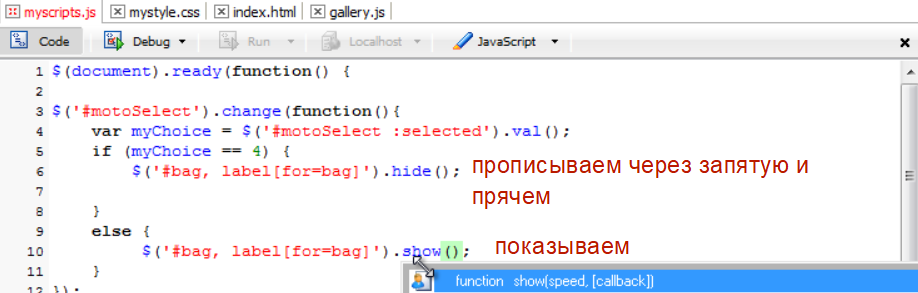 myscripts.js mystyle.css index.html gallery.js
Code Debug Run Localhost JavaScript
1 $(document).ready(function() {
2
3 $('#motoSelect').change(function(){
4 var myChoice = $('#motoSelect :selected').val();
5 if (myChoice == 4) {
6 $('#bag, label[for=bag]').hide(); прописываем через запятую и
прячем
7
8 }
9 else {
10 $('#bag, label[for=bag]').show(); показываем
11 }
function show(speed, [callback])
12 });